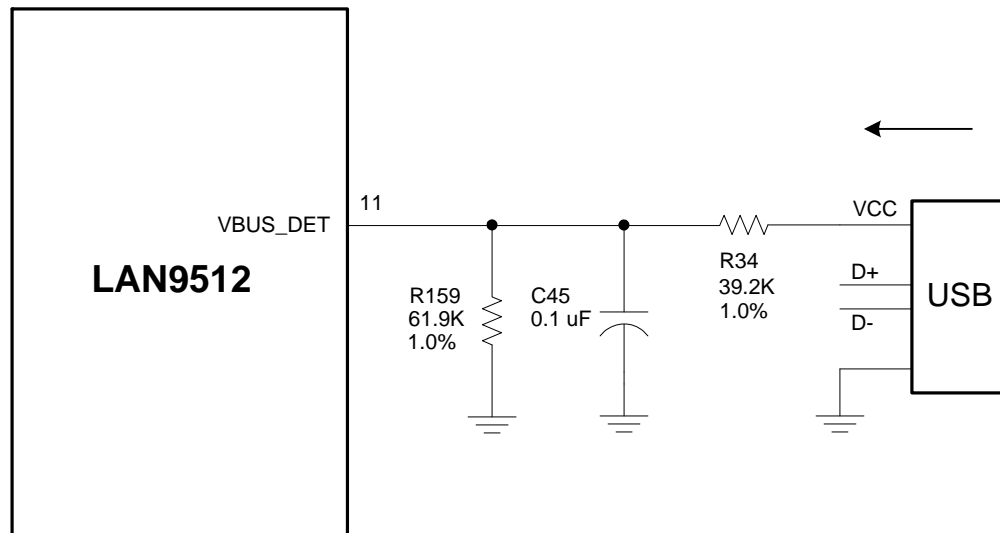 11
VBUS_DET
VCC
LAN9512
R159
61.9K
1.0%
C45
0.1 uF
R34
39.2K
1.0%
D+
D-
USB